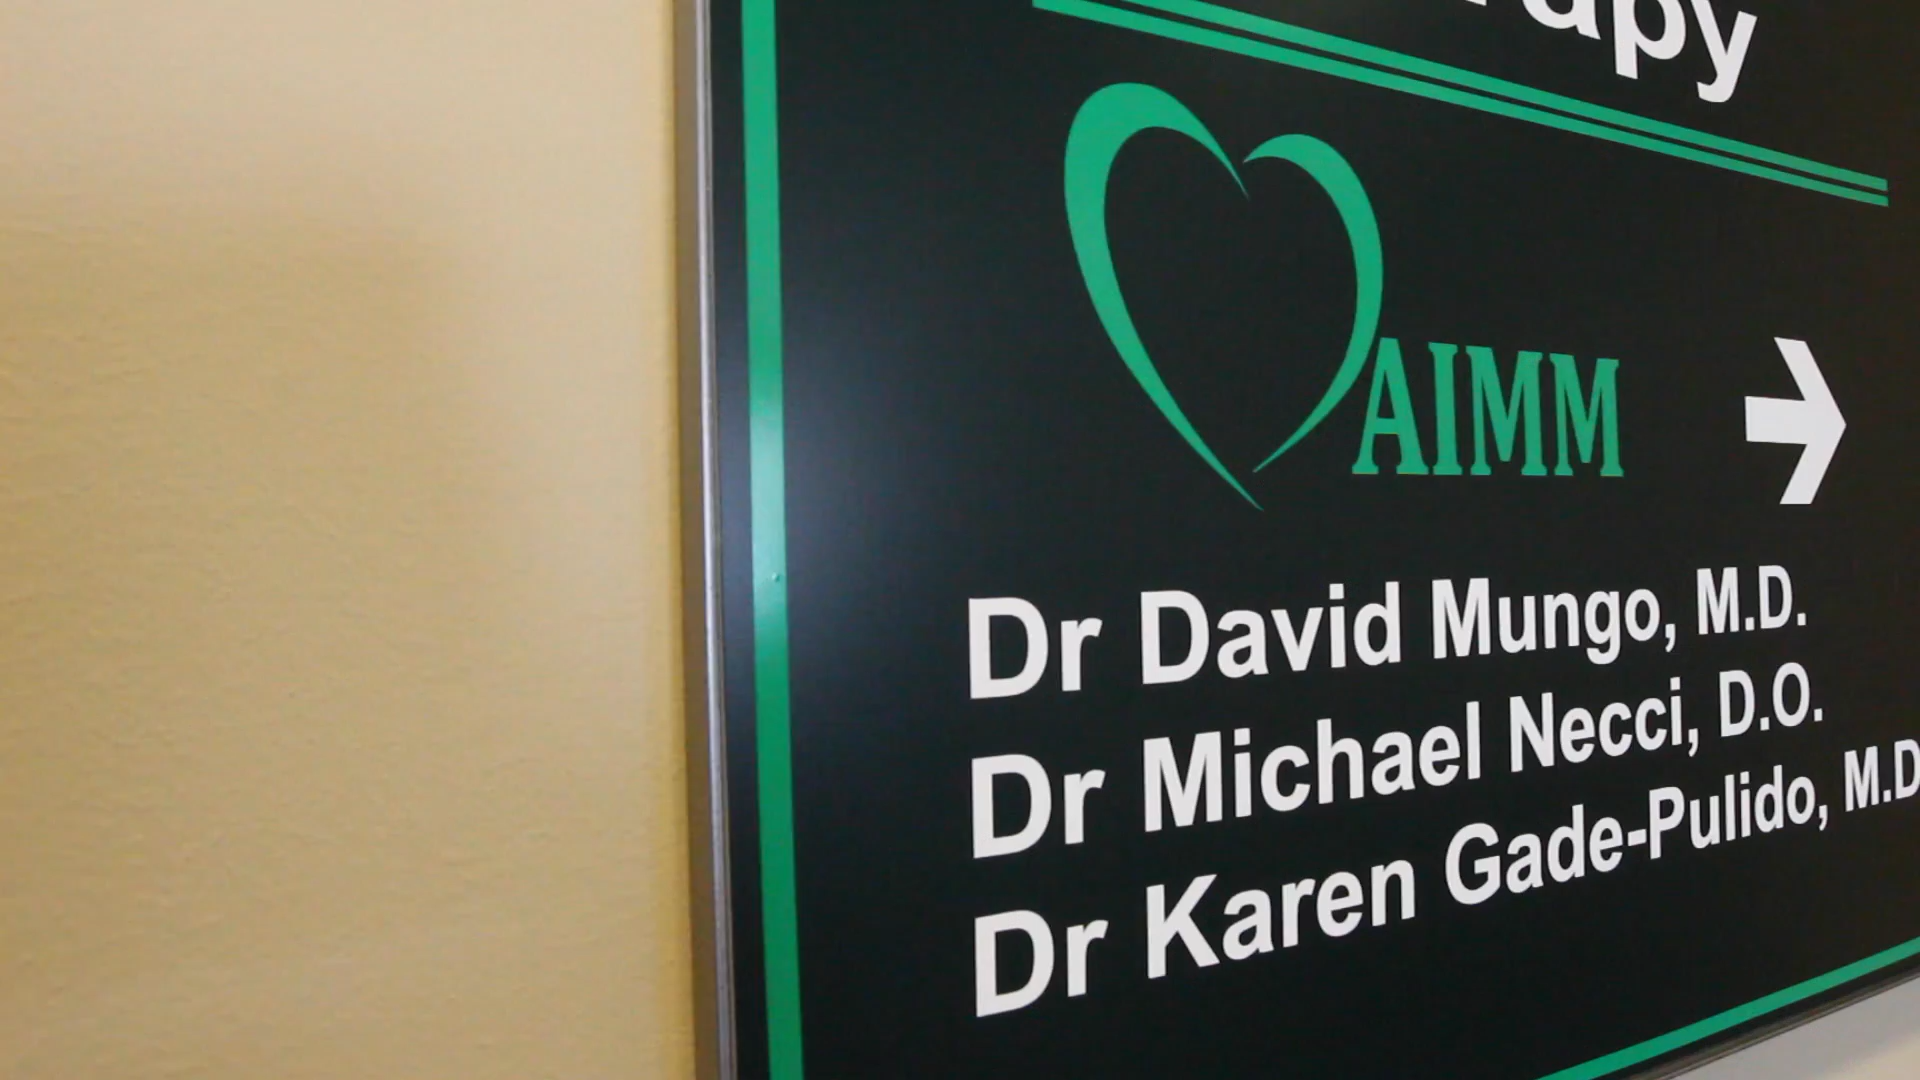 AIMM
Dr David Mungo, M.D.
Dr Michael Necci, D.O.
Dr Karen Gade-Pulido, M.D